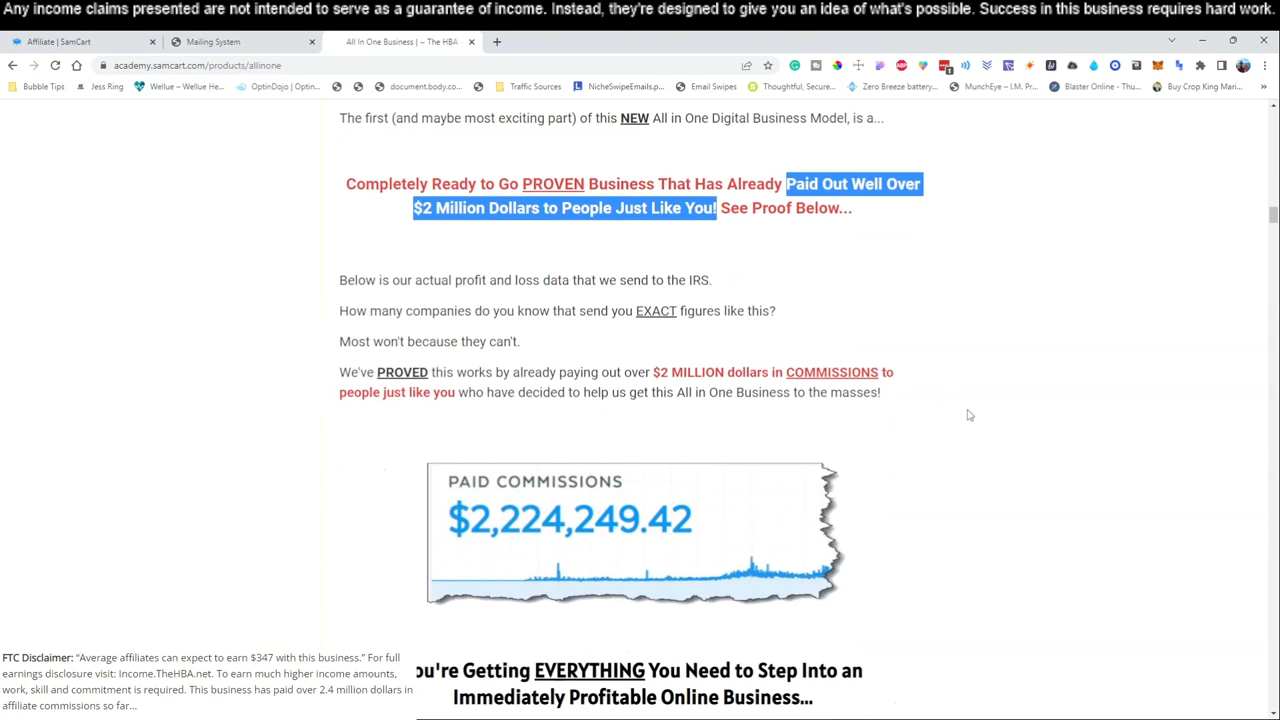 Any income claims presented are not intended to serve as a guarantee of income. Instead, they're designed to give you an idea of what's possible. Success in this business requires hard work.
Affiliate | SamCart
Mailing System
All In One Business | ~ The HBA
academy.samcart.com/products/allinone
Bubble Tips
Jess Ring
Wellue – Wellue He...
OptinDojo | Optin...
document.body.co...
Traffic Sources
NicheSwipeEmails.p...
Email Swipes
Thoughtful, Secure...
Zero Breeze battery...
MunchEye – I.M. Pr...
Blaster Online - Thu...
Buy Crop King Mari...
The first (and maybe most exciting part) of this NEW All in One Digital Business Model, is a...
Completely Ready to Go PROVEN Business That Has Already Paid Out Well Over
$2 Million Dollars to People Just Like You! See Proof Below...
Below is our actual profit and loss data that we send to the IRS.
How many companies do you know that send you EXACT figures like this?
Most won't because they can't.
We've PROVED this works by already paying out over $2 MILLION dollars in COMMISSIONS to
people just like you who have decided to help us get this All in One Business to the masses!
PAID COMMISSIONS
$2,224,249.42
ou're Getting EVERYTHING You Need to Step Into an
Immediately Profitable Online Business...
FTC Disclaimer: “Average affiliates can expect to earn $347 with this business.” For full
earnings disclosure visit: Income.TheHBA.net. To earn much higher income amounts,
work, skill and commitment is required. This business has paid over 2.4 million dollars in
affiliate commissions so far...